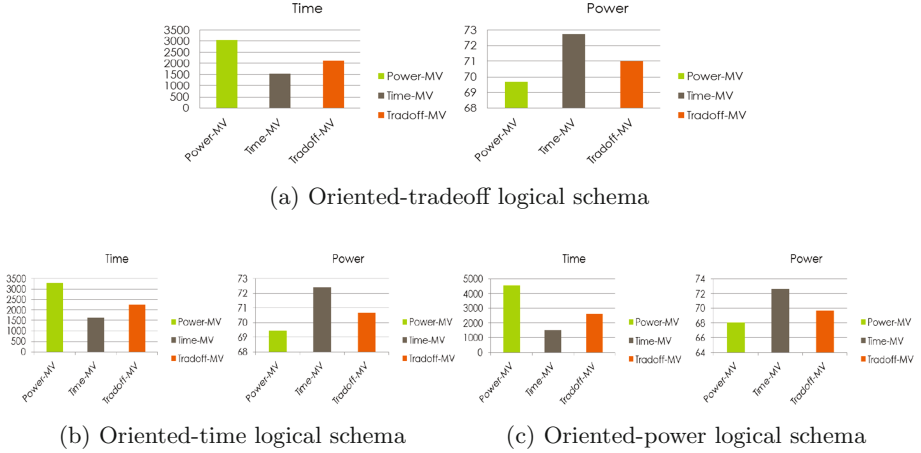 Time
3500
3000
2500
2000
1500
1000
500
0
Power-MV
Time-MV
Tradoff-MV
Power-MV
Time-MV
Tradoff-MV
Power
73
72
71
70
69
68
Power-MV
Time-MV
Tradoff-MV
Power-MV
Time-MV
Tradoff-MV
(a) Oriented-tradeoff logical schema
Time
3500
3000
2500
2000
1500
1000
500
0
Power-MV
Time-MV
Tradoff-MV
Power-MV
Time-MV
Tradoff-MV
Power
73
72
71
70
69
68
Power-MV
Time-MV
Tradoff-MV
Power-MV
Time-MV
Tradoff-MV
(b) Oriented-time logical schema
Time
5000
4000
3000
2000
1000
0
Power-MV
Time-MV
Tradoff-MV
Power-MV
Time-MV
Tradoff-MV
Power
74
72
70
68
66
64
Power-MV
Time-MV
Tradoff-MV
Power-MV
Time-MV
Tradoff-MV
(c) Oriented-power logical schema